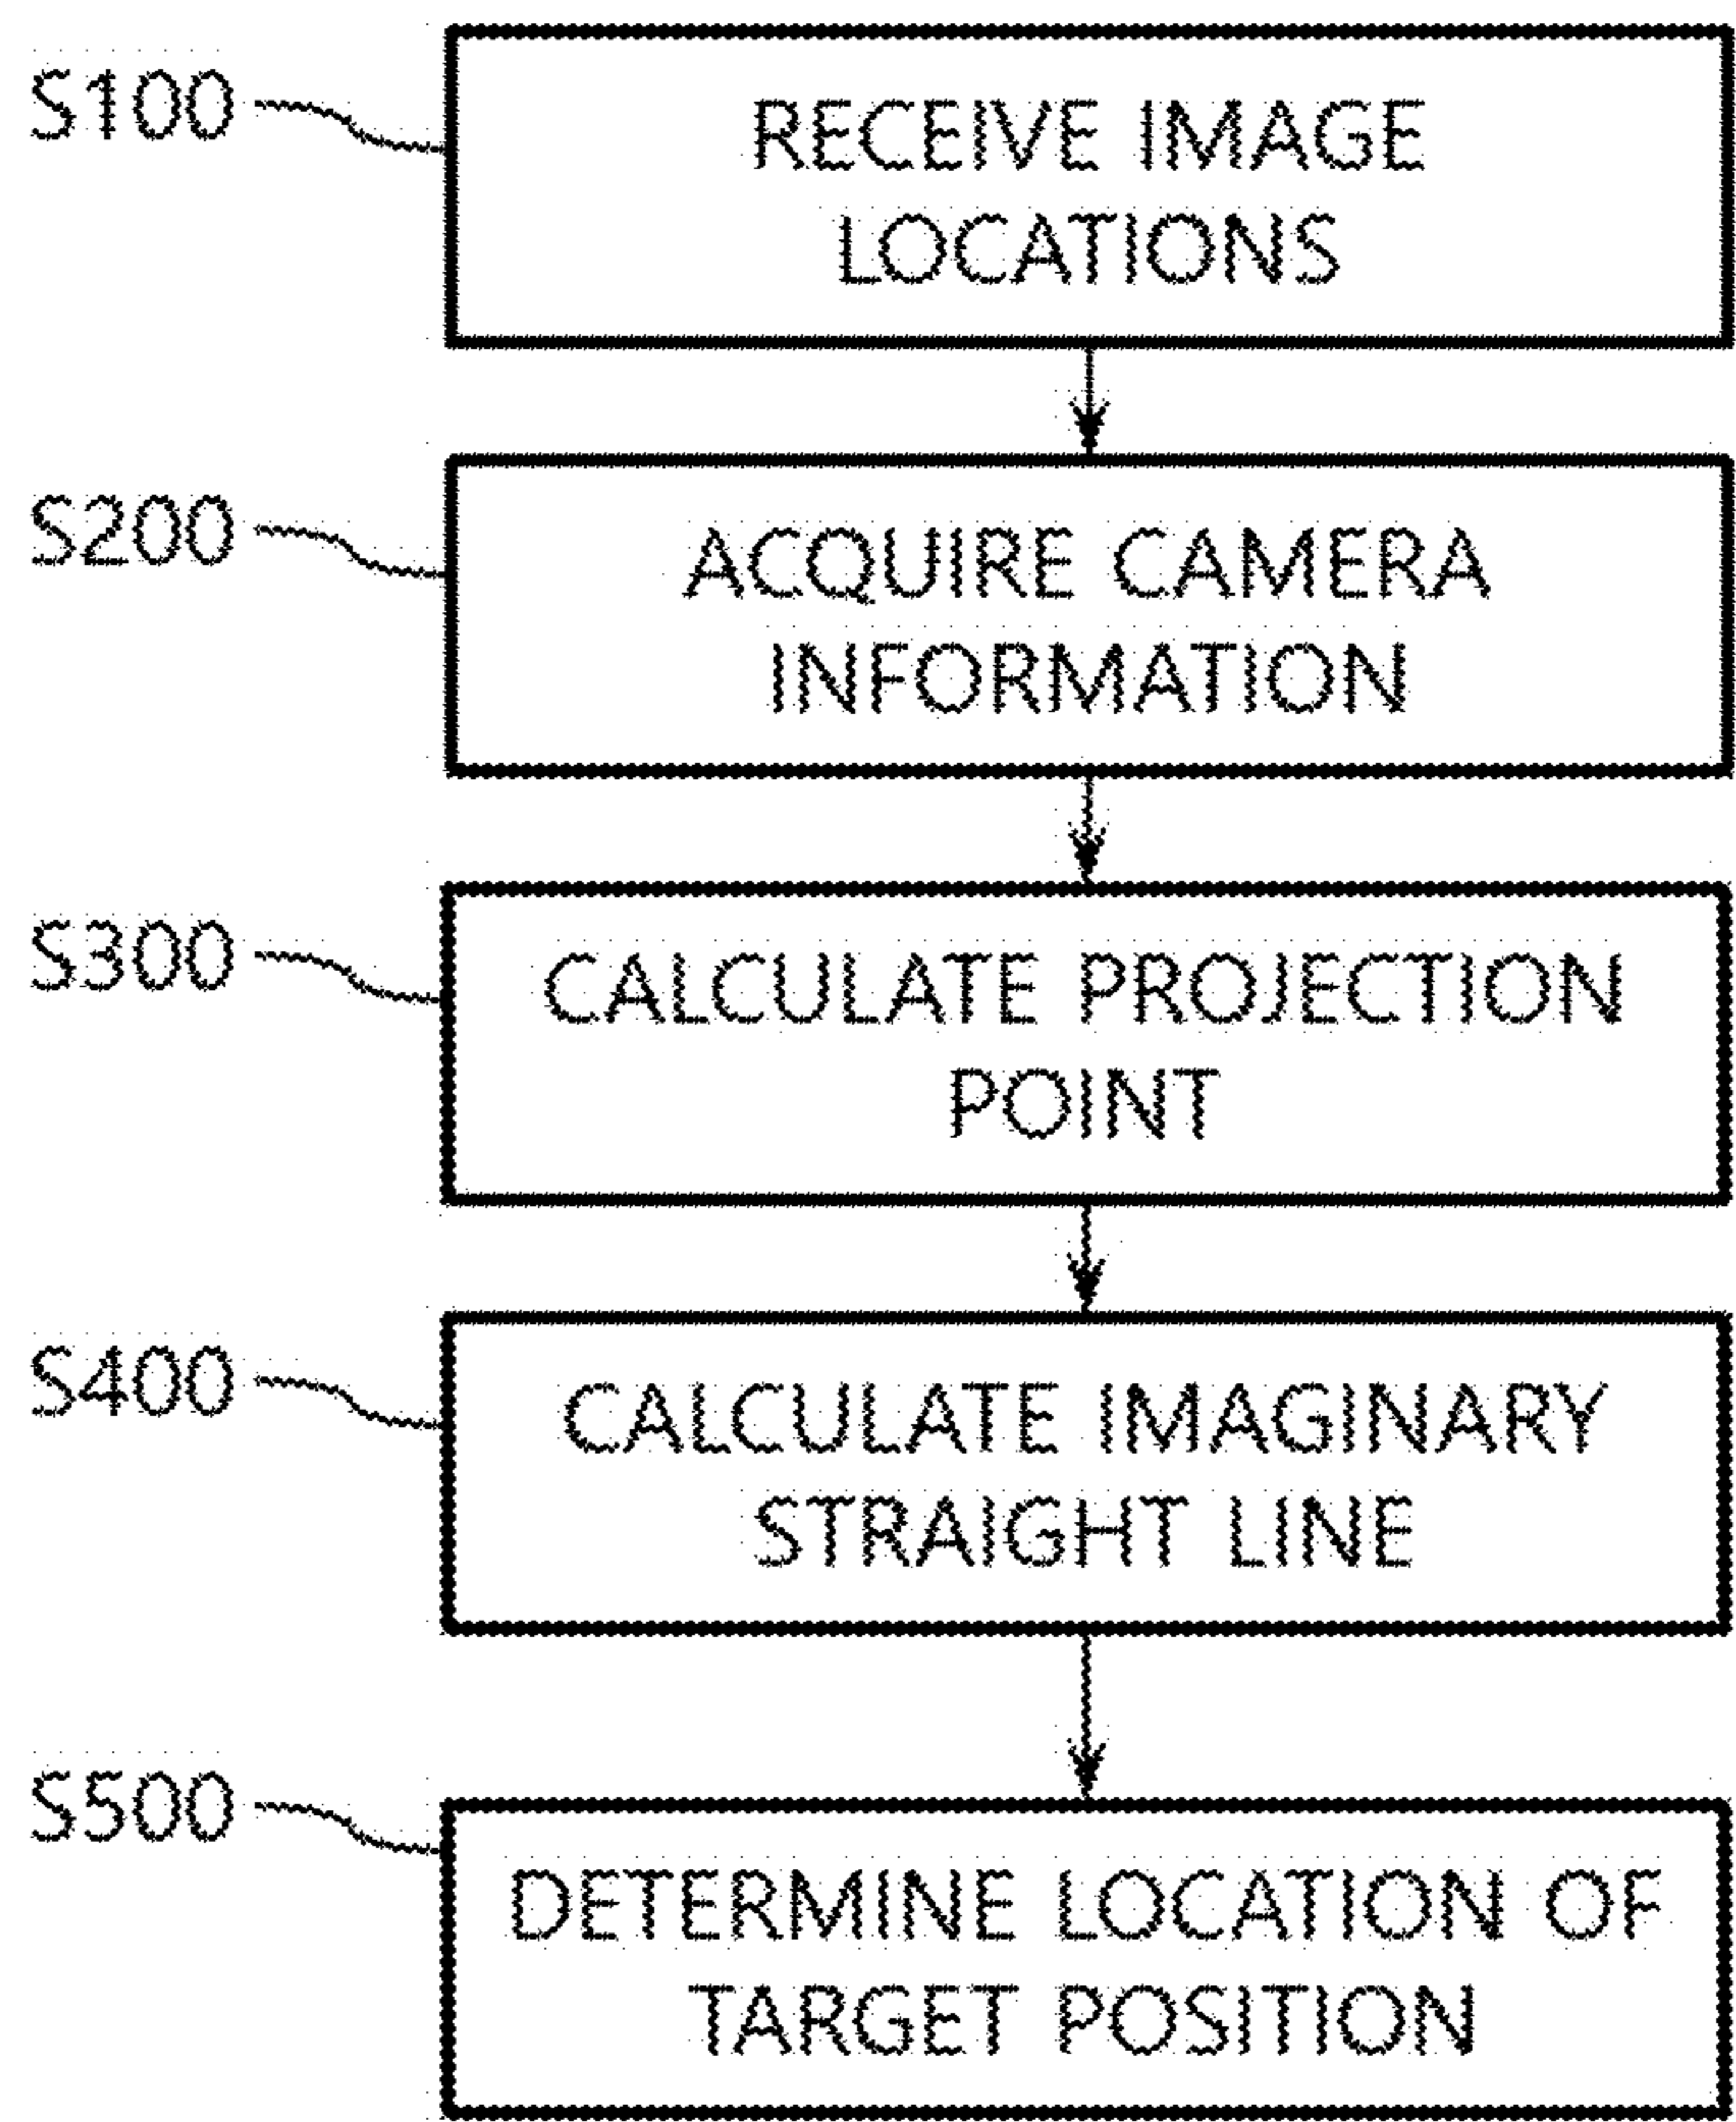 S100
RECEIVE IMAGE
LOCATIONS
S200
ACQUIRE CAMERA
INFORMATION
S300
CALCULATE PROJECTION
POINT
S400
CALCULATE IMAGINARY
STRAIGHT LINE
S500
DETERMINE LOCATION OF
TARGET POSITION